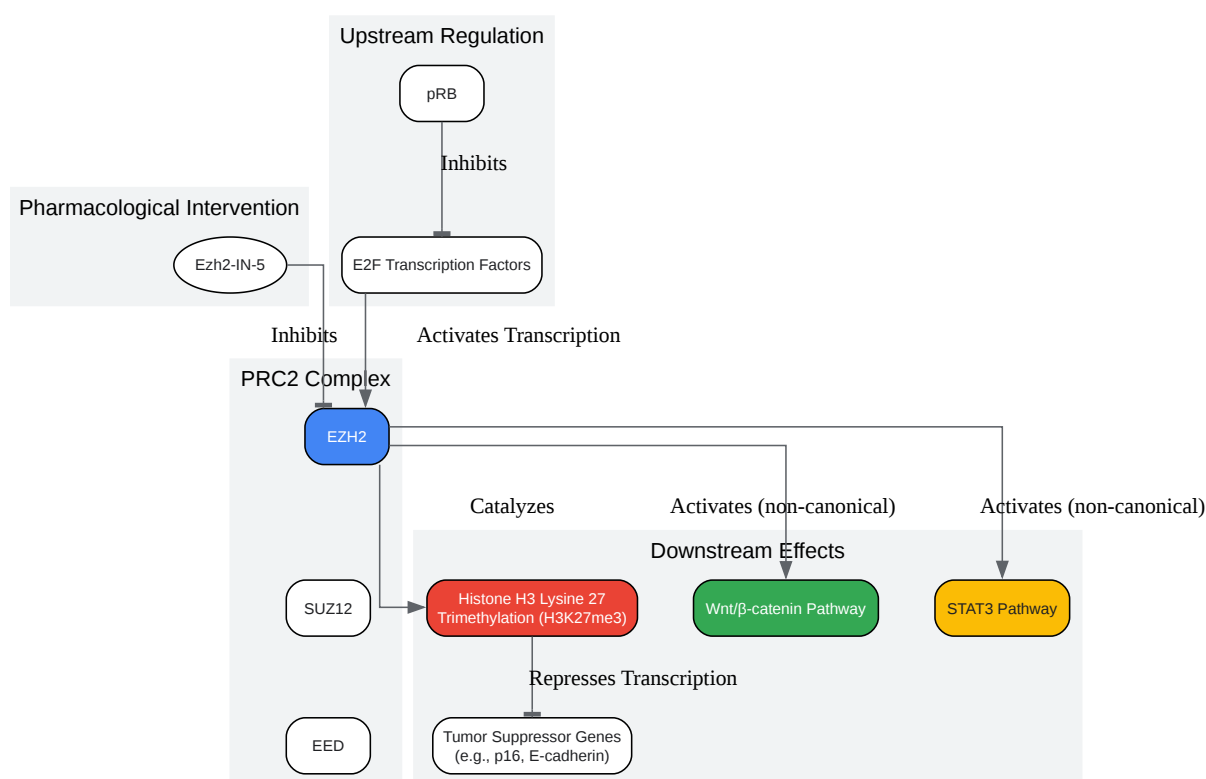 Upstream Regulation
pRB
Inhibits
Pharmacological Intervention
Ezh2-IN-5
E2F Transcription Factors
Inhibits
Activates Transcription
PRC2 Complex
EZH2
Catalyzes
Activates (non-canonical)
Activates (non-canonical)
Downstream Effects
SUZ12
Histone H3 Lysine 27
Trimethylation (H3K27me3)
Wnt/β-catenin Pathway
STAT3 Pathway
Represses Transcription
EED
Tumor Suppressor Genes
(e.g., p16, E-cadherin)